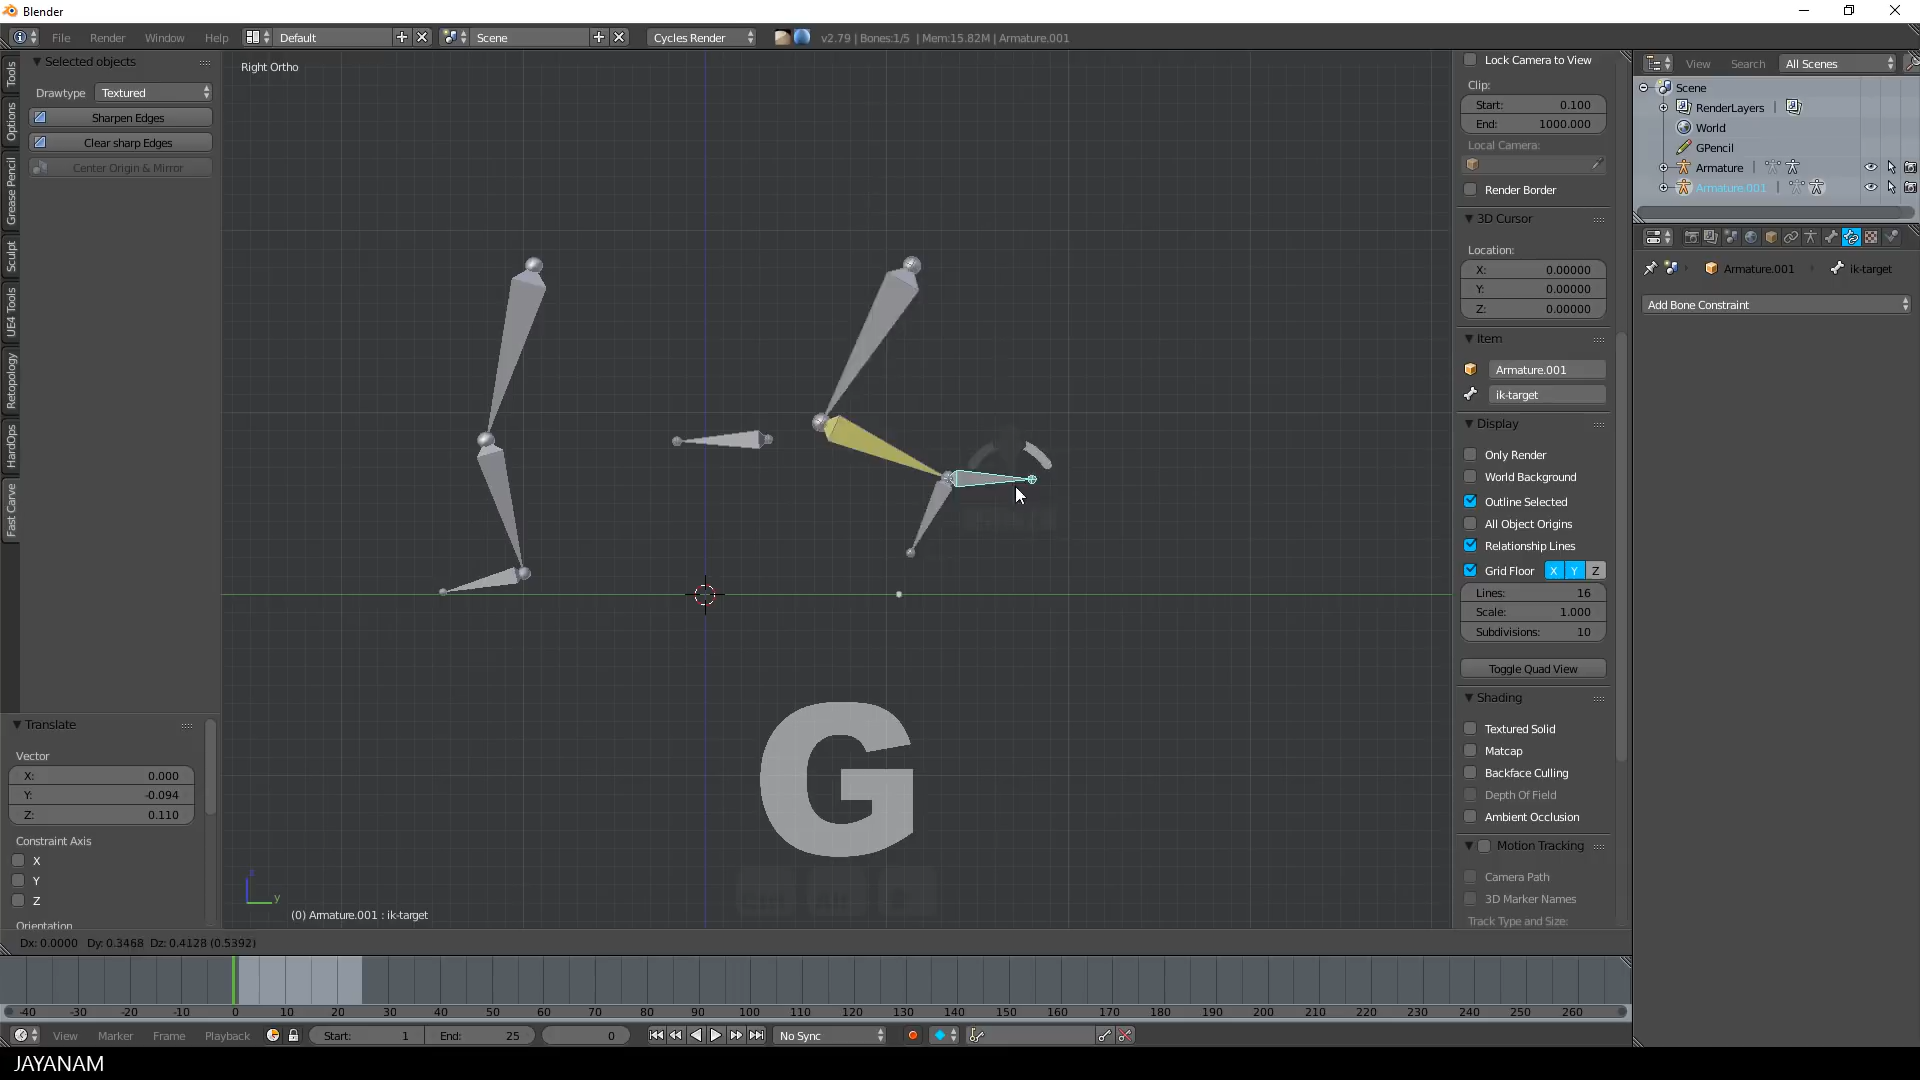 Blender
File Render Window Help Default Scene Cycles Render v2.79 | Bones:1/5 | Mem:15.82M | Armature.001
Tools
Options
Grease Pencil
Sculpt
UE4 Tools
Retopology
HardOps
Fast Carve
Selected objects
Drawtype Textured
Sharpen Edges
Clear sharp Edges
Center Origin & Mirror
Translate
Vector
X: 0.000
Y: -0.094
Z: 0.110
Constraint Axis
X
Y
Z
Orientation
Right Ortho
G
z
y
(0) Armature.001 : ik-target
Dx: 0.0000 Dy: 0.3468 Dz: 0.4128 (0.5392)
Lock Camera to View
Clip:
Start: 0.100
End: 1000.000
Local Camera:
Render Border
3D Cursor
Location:
X: 0.00000
Y: 0.00000
Z: 0.00000
Item
Armature.001
ik-target
Display
Only Render
World Background
Outline Selected
All Object Origins
Relationship Lines
Grid Floor X Y Z
Lines: 16
Scale: 1.000
Subdivisions: 10
Toggle Quad View
Shading
Textured Solid
Matcap
Backface Culling
Depth Of Field
Ambient Occlusion
Motion Tracking
Camera Path
3D Marker Names
Track Type and Size:
View Search All Scenes
Scene
RenderLayers |
World
GPencil
Armature |
Armature.001 |
Armature.001 ik-target
Add Bone Constraint
-40 -30 -20 -10 0 10 20 30 40 50 60 70 80 90 100 110 120 130 140 150 160 170 180 190 200 210 220 230 240 250 260
View Marker Frame Playback Start: 1 End: 25 0 No Sync
JAYANAM